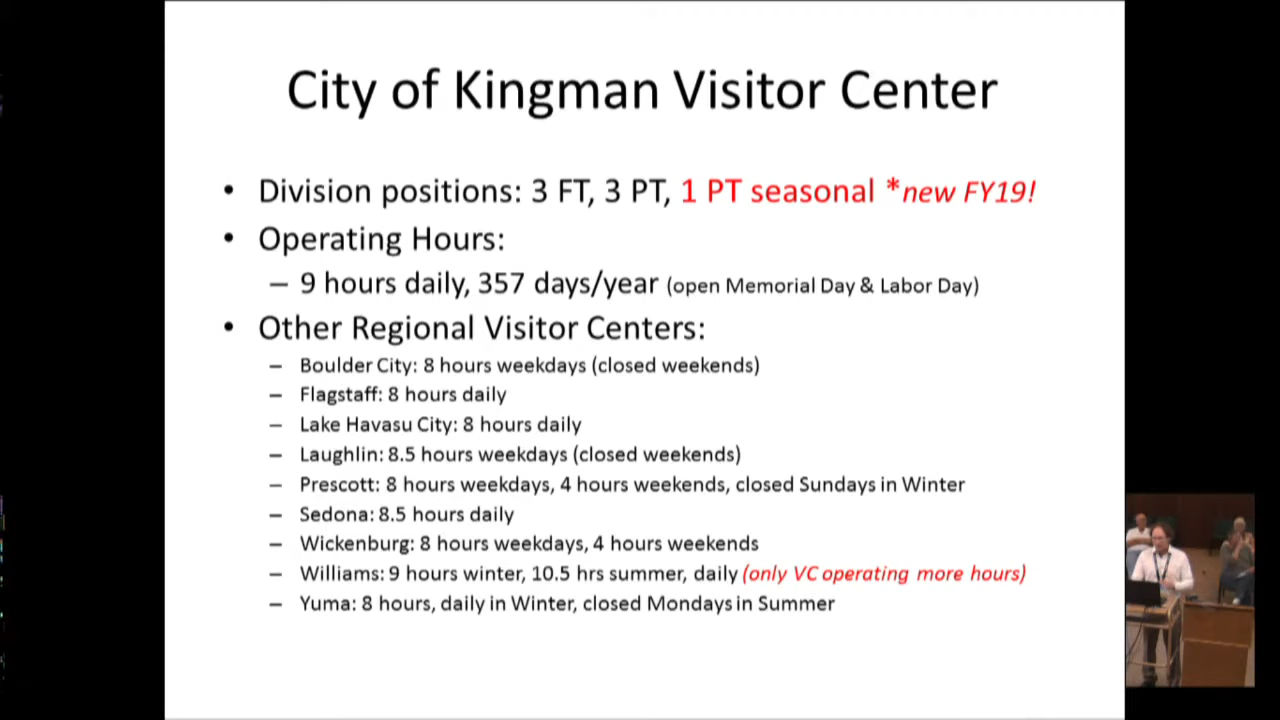 City of Kingman Visitor Center
• Division positions: 3 FT, 3 PT, 1 PT seasonal *new FY19!
• Operating Hours:
– 9 hours daily, 357 days/year (open Memorial Day & Labor Day)
• Other Regional Visitor Centers:
– Boulder City: 8 hours weekdays (closed weekends)
– Flagstaff: 8 hours daily
– Lake Havasu City: 8 hours daily
– Laughlin: 8.5 hours weekdays (closed weekends)
– Prescott: 8 hours weekdays, 4 hours weekends, closed Sundays in Winter
– Sedona: 8.5 hours daily
– Wickenburg: 8 hours weekdays, 4 hours weekends
– Williams: 9 hours winter, 10.5 hrs summer, daily (only VC operating more hours)
– Yuma: 8 hours, daily in Winter, closed Mondays in Summer